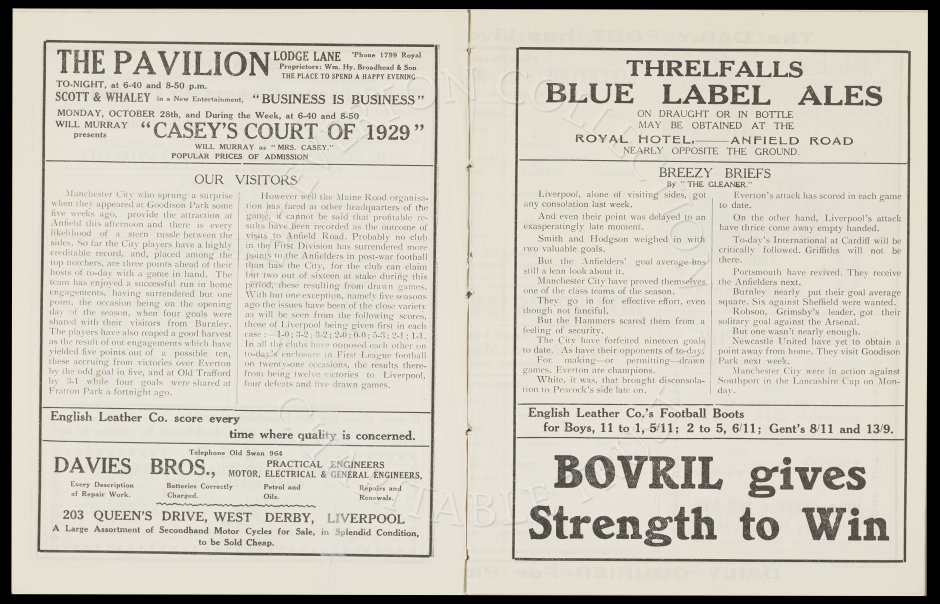 THE PAVILION LODGE LANE 'Phone 1799 Royal
Proprietors: Wm. Hy. Broadhead & Son
THE PLACE TO SPEND A HAPPY EVENING
TO-NIGHT, at 6-40 and 8-50 p.m.
SCOTT & WHALEY in a New Entertainment, "BUSINESS IS BUSINESS"
MONDAY, OCTOBER 28th, and During the Week, at 6-40 and 8-50
WILL MURRAY presents "CASEY'S COURT OF 1929"
WILL MURRAY as "MRS. CASEY."
POPULAR PRICES OF ADMISSION
OUR VISITORS
Manchester City who sprung a surprise
when they appeared at Goodison Park some
five weeks ago, provide the attraction at
Anfield this afternoon and there is every
likelihood of a stern tussle between the
sides. So far the City players have a highly
creditable record, and, placed among the
top notchers, are three points ahead of their
hosts of to-day with a game in hand. The
team has enjoyed a successful run in home
engagements, having surrendered but one
point, the occasion being on the opening
day of the season, when four goals were
shared with their visitors from Burnley.
The players have also reaped a good harvest
as the result of out engagements which have
yielded five points out of a possible ten,
these accruing from victories over Everton
by the odd goal in five, and at Old Trafford
by 3-1 while four goals were shared at
Fratton Park a fortnight ago.
However well the Maine Road organisa-
tion has fared at other headquarters of the
game, it cannot be said that profitable re-
sults have been recorded as the outcome of
visits to Anfield Road. Probably no club
in the First Division has surrendered more
points to the Anfielders in post-war football
than has the City, for the club can claim
but two out of sixteen at stake during this
period, these resulting from drawn games.
With but one exception, namely five seasons
ago the issues have been of the close variety
as will be seen from the following scores,
those of Liverpool being given first in each
case:—1-0; 3-2; 3-2; 2-0; 0-0; 5-3; 2-1; 1-1.
In all the clubs have opposed each other on
to-day's enclosure in First League football
on twenty-one occasions, the results there-
from being twelve victories to Liverpool,
four defeats and five drawn games.
English Leather Co. score every
time where quality is concerned.
Telephone Old Swan 964
DAVIES BROS., PRACTICAL ENGINEERS
MOTOR, ELECTRICAL & GENERAL ENGINEERS,
Every Description of Repair Work. Batteries Correctly Charged. Petrol and Oils. Repairs and Renewals.
203 QUEEN'S DRIVE, WEST DERBY, LIVERPOOL
A Large Assortment of Secondhand Motor Cycles for Sale, in Splendid Condition,
to be Sold Cheap.
THRELFALLS
BLUE LABEL ALES
ON DRAUGHT OR IN BOTTLE
MAY BE OBTAINED AT THE
ROYAL HOTEL,—ANFIELD ROAD
NEARLY OPPOSITE THE GROUND.
BREEZY BRIEFS
By "THE GLEANER."
Liverpool, alone of visiting sides, got
any consolation last week.
And even their point was delayed to an
exasperatingly late moment.
Smith and Hodgson weighed in with
two valuable goals.
But the Anfielders' goal average has
still a lean look about it.
Manchester City have proved themselves
one of the class teams of the season.
They go in for effective effort, even
though not fanciful.
But the Hammers scared them from a
feeling of security.
The City have forfeited nineteen goals
to date. As have their opponents of to-day.
For making—or permitting—drawn
games, Everton are champions.
White, it was, that brought disconsola-
tion to Peacock's side late on.
Everton's attack has scored in each game
to date.
On the other hand, Liverpool's attack
have thrice come away empty handed.
To-day's International at Cardiff will be
critically followed. Griffiths will not be
there.
Portsmouth have revived. They receive
the Anfielders next.
Burnley nearly put their goal average
square. Six against Sheffield were wanted.
Robson, Grimsby's leader, got their
solitary goal against the Arsenal.
But one wasn't nearly enough.
Newcastle United have yet to obtain a
point away from home. They visit Goodison
Park next week.
Manchester City were in action against
Southport in the Lancashire Cup on Mon-
day.
English Leather Co.'s Football Boots
for Boys, 11 to 1, 5/11; 2 to 5, 6/11; Gent's 8/11 and 13/9.
BOVRIL gives
Strength to Win